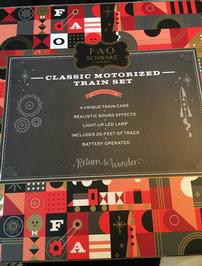 F A O
FAO
SCHWARZ
CLASSIC MOTORIZED
TRAIN SET
4 UNIQUE TRAIN CARS
REALISTIC SOUND EFFECTS
LIGHT-UP LED LAMP
INCLUDES 20-FEET OF TRACK
BATTERY OPERATED
Return to Wonder
F A O